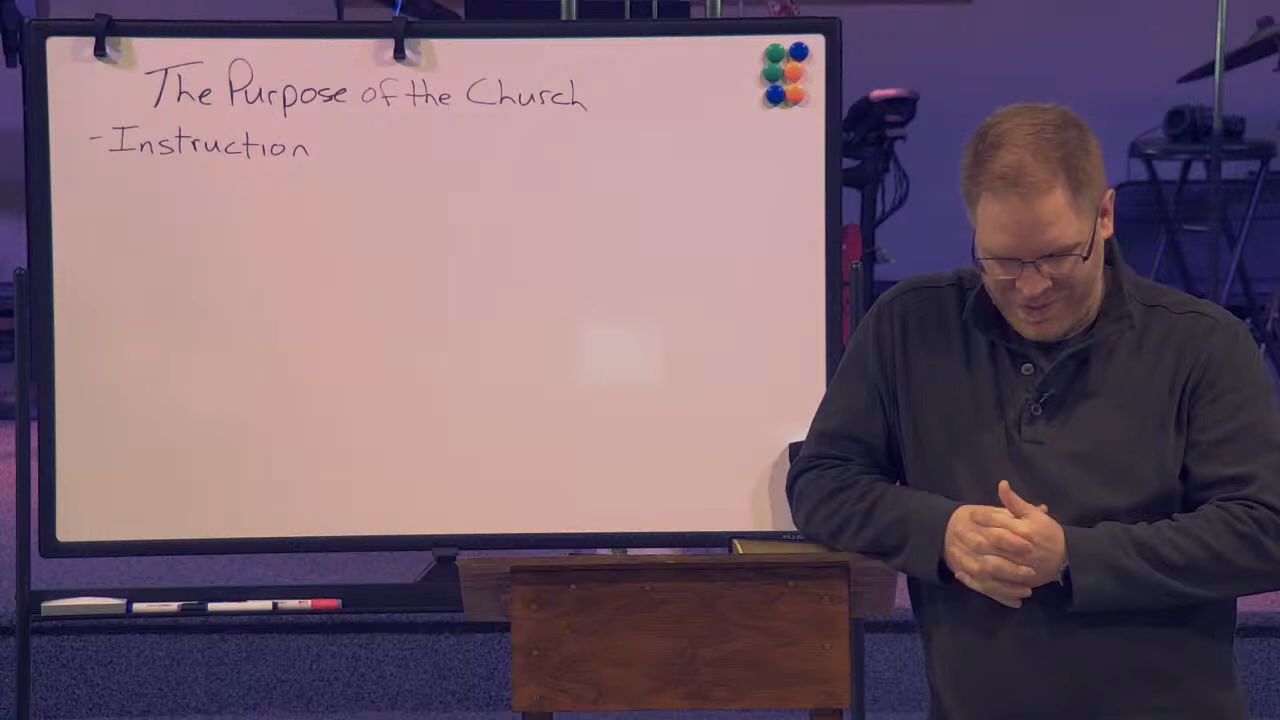 The Purpose of the Church
- Instruction